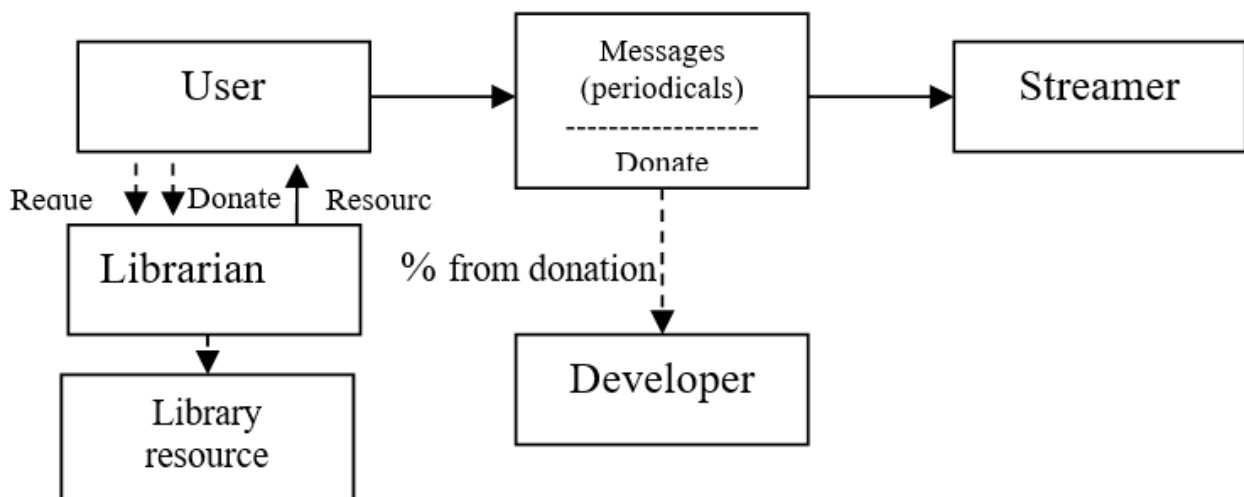 User
Messages
(periodicals)
------------------
Donate
Streamer
Reque
Donate
Resourc
Librarian
% from donation
Developer
Library
resource